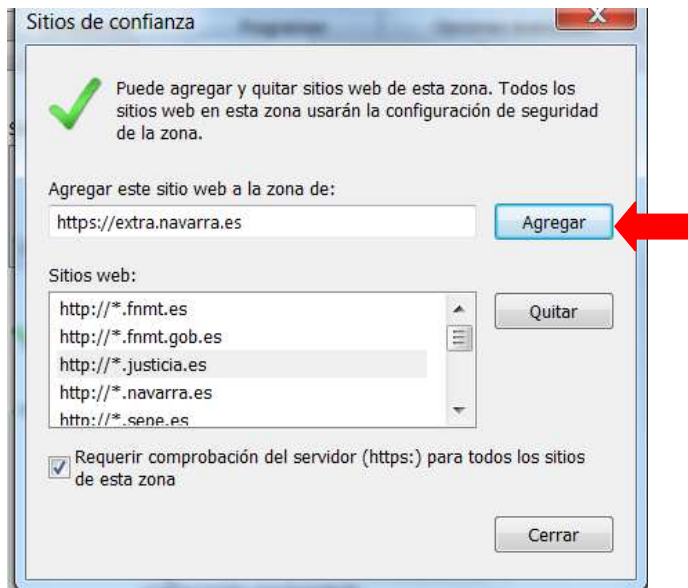 Sitios de confianza
Puede agregar y quitar sitios web de esta zona. Todos los
sitios web en esta zona usarán la configuración de seguridad
de la zona.
Agregar este sitio web a la zona de:
https://extra.navarra.es
Agregar
Sitios web:
http://*.fnmt.es
Quitar
http://*.fnmt.gob.es
http://*.justicia.es
http://*.navarra.es
http://*.sepe.es
Requerir comprobación del servidor (https:) para todos los sitios
de esta zona
Cerrar